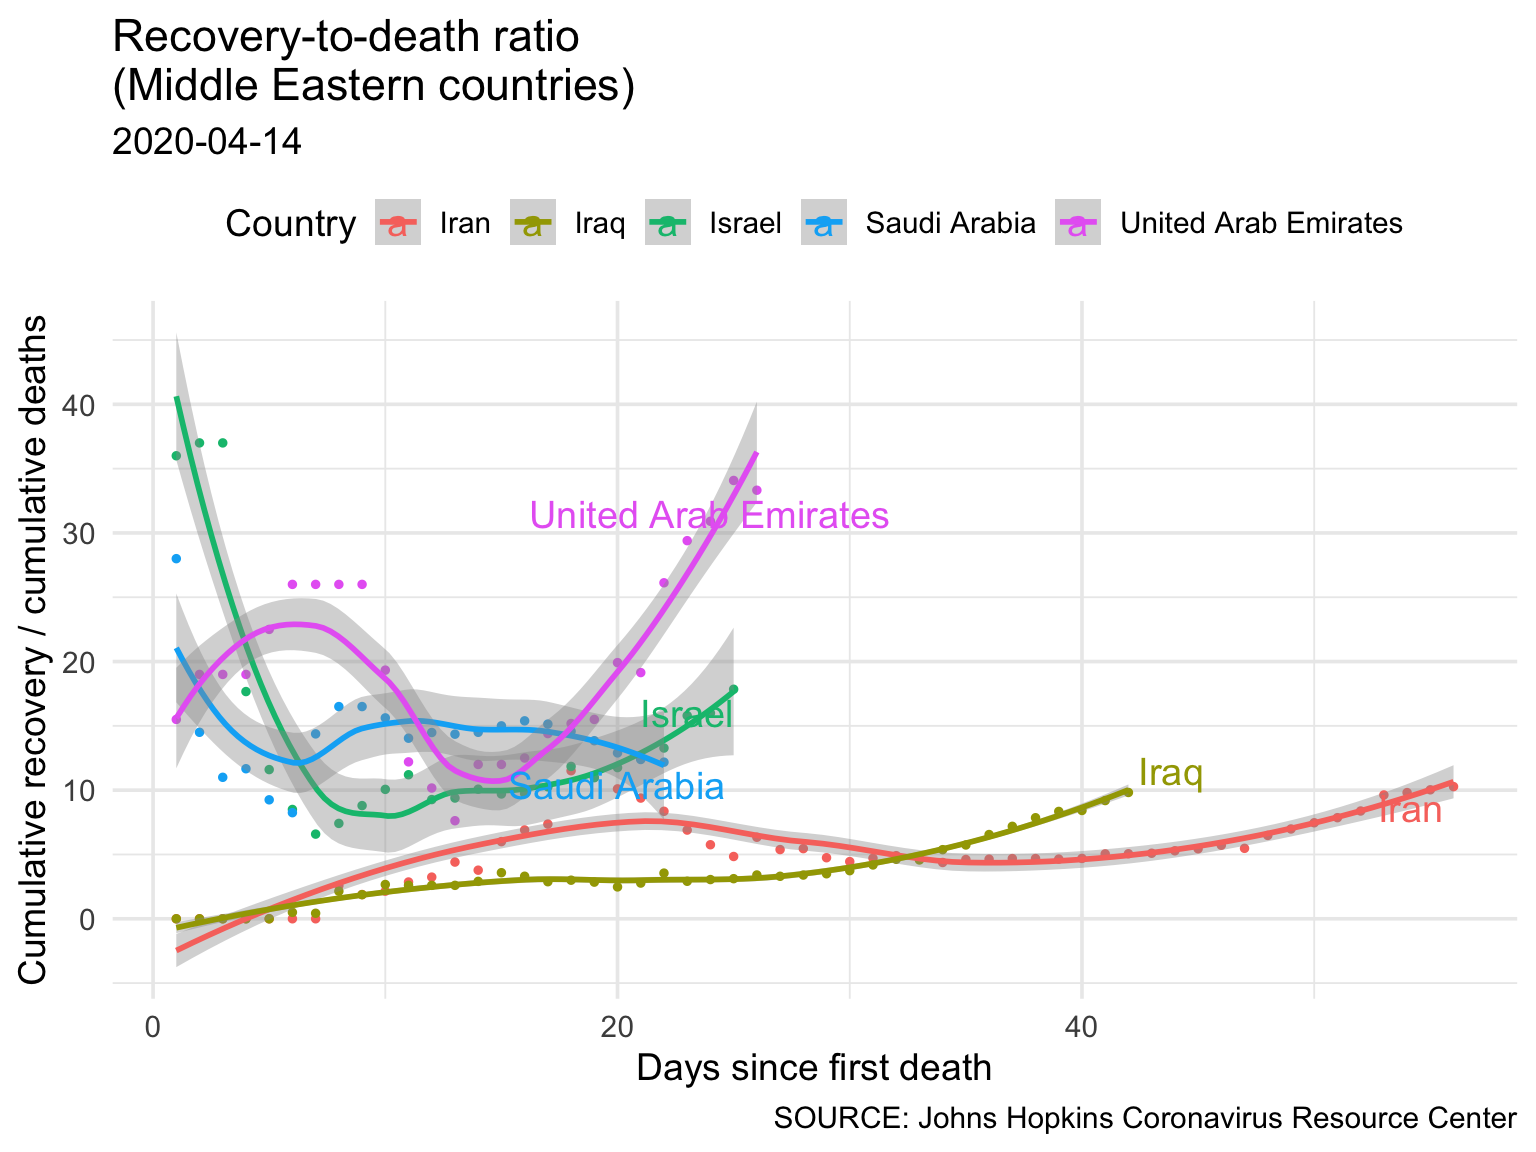 Recovery-to-death ratio
(Middle Eastern countries)
2020-04-14
Country a Iran a Iraq a Israel a Saudi Arabia a United Arab Emirates
Cumulative recovery / cumulative deaths
40
30
20
10
0
United Arab Emirates
Israel
Saudi Arabia
Iraq
Iran
0 20 40
Days since first death
SOURCE: Johns Hopkins Coronavirus Resource Center